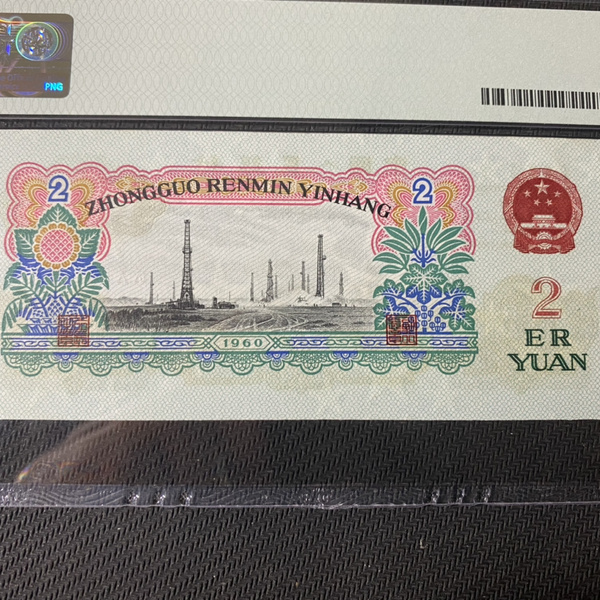 PNG
2
ZHONGGUO RENMIN YINHANG
2
1960
2
ER
YUAN